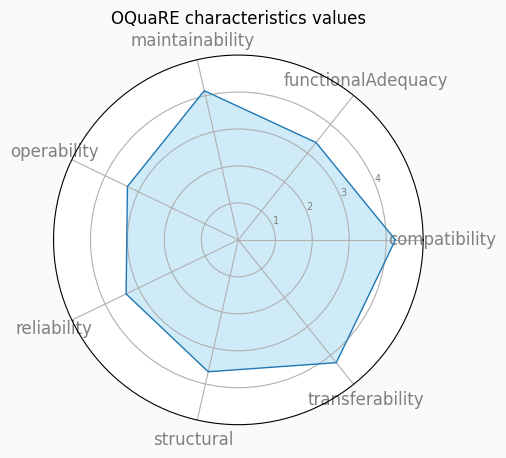 OQuaRE characteristics values
maintainability
functionalAdequacy
operability
4
3
2
1
compatibility
reliability
transferability
structural